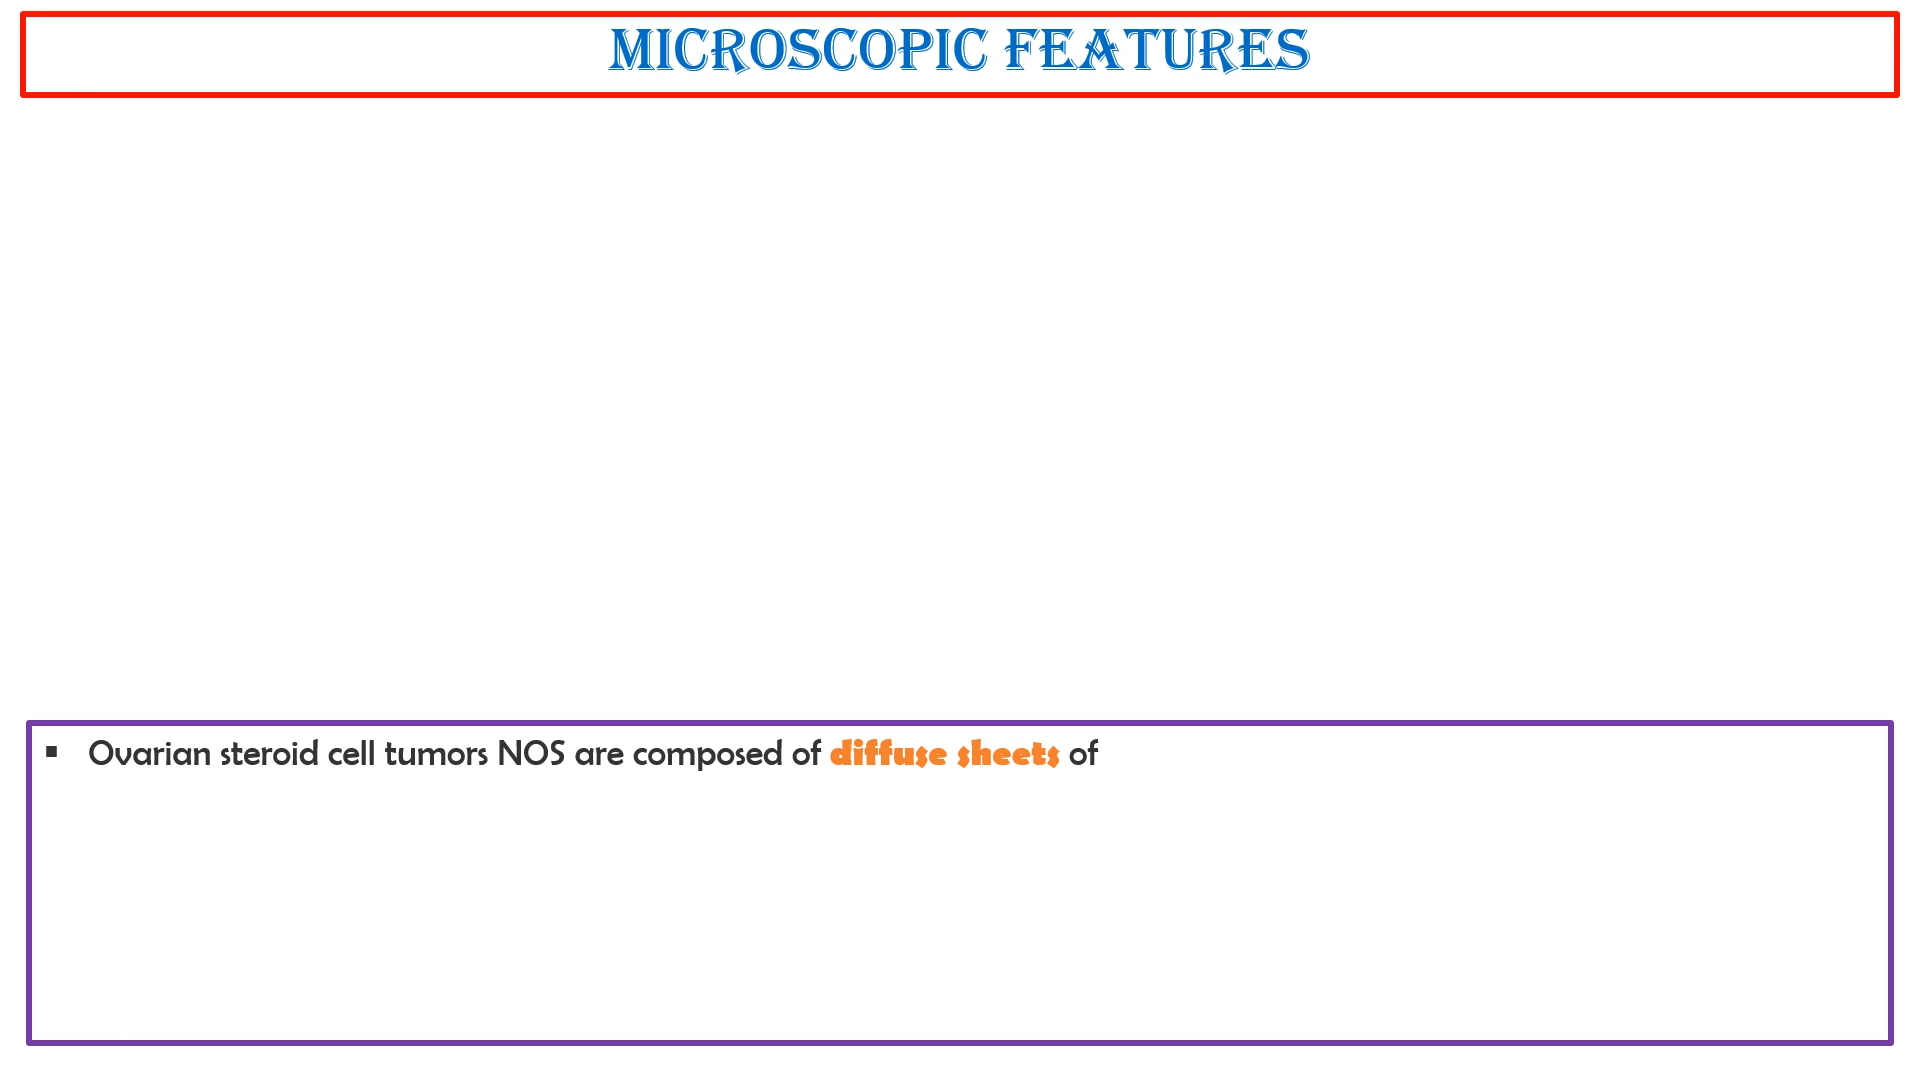 MICROSCOPIC FEATURES
▪ Ovarian steroid cell tumors NOS are composed of diffuse sheets of